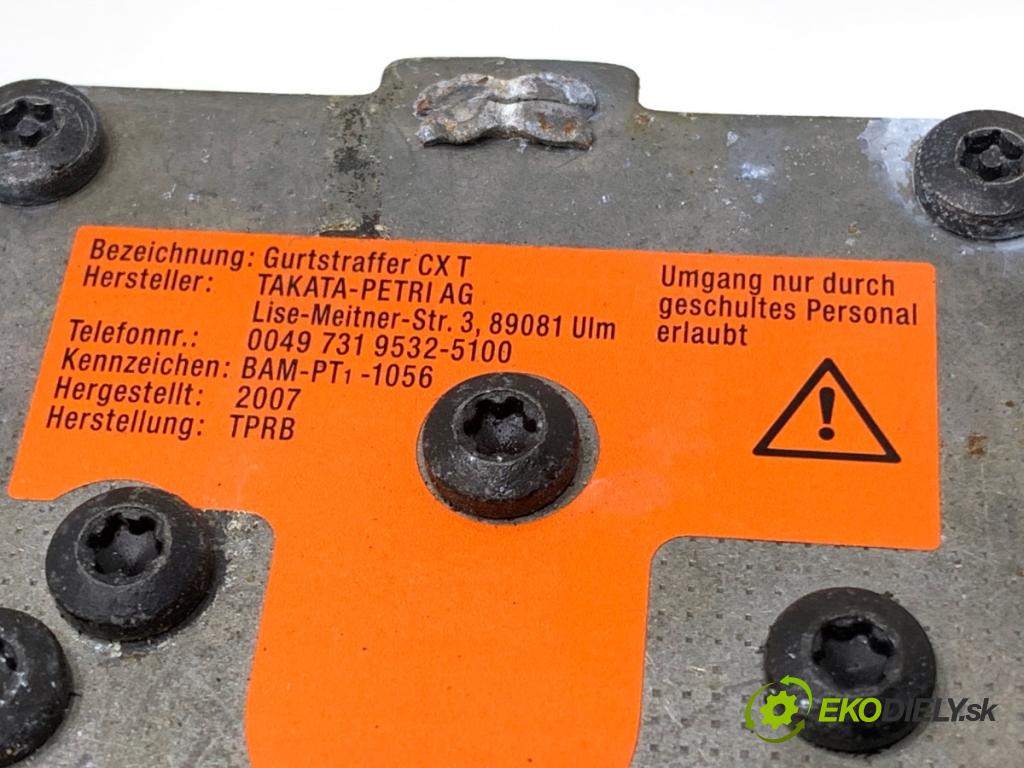 Bezeichnung: Gurtstraffer CX T
Hersteller: TAKATA-PETRI AG
Lise-Meitner-Str. 3, 89081 Ulm
Telefonnr.: 0049 731 9532-5100
Kennzeichen: BAM-PT₁ -1056
Hergestellt: 2007
Herstellung: TPRB
Umgang nur durch
geschultes Personal
erlaubt
!
EKODIELY.sk